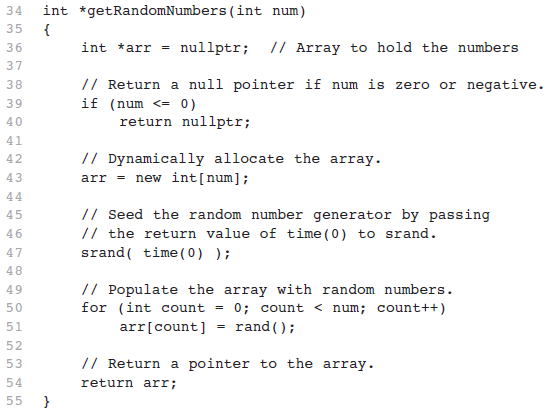 34 int *getRandomNumbers(int num)
35 {
36     int *arr = nullptr;  // Array to hold the numbers
37
38     // Return a null pointer if num is zero or negative.
39     if (num <= 0)
40         return nullptr;
41
42     // Dynamically allocate the array.
43     arr = new int[num];
44
45     // Seed the random number generator by passing
46     // the return value of time(0) to srand.
47     srand( time(0) );
48
49     // Populate the array with random numbers.
50     for (int count = 0; count < num; count++)
51         arr[count] = rand();
52
53     // Return a pointer to the array.
54     return arr;
55 }